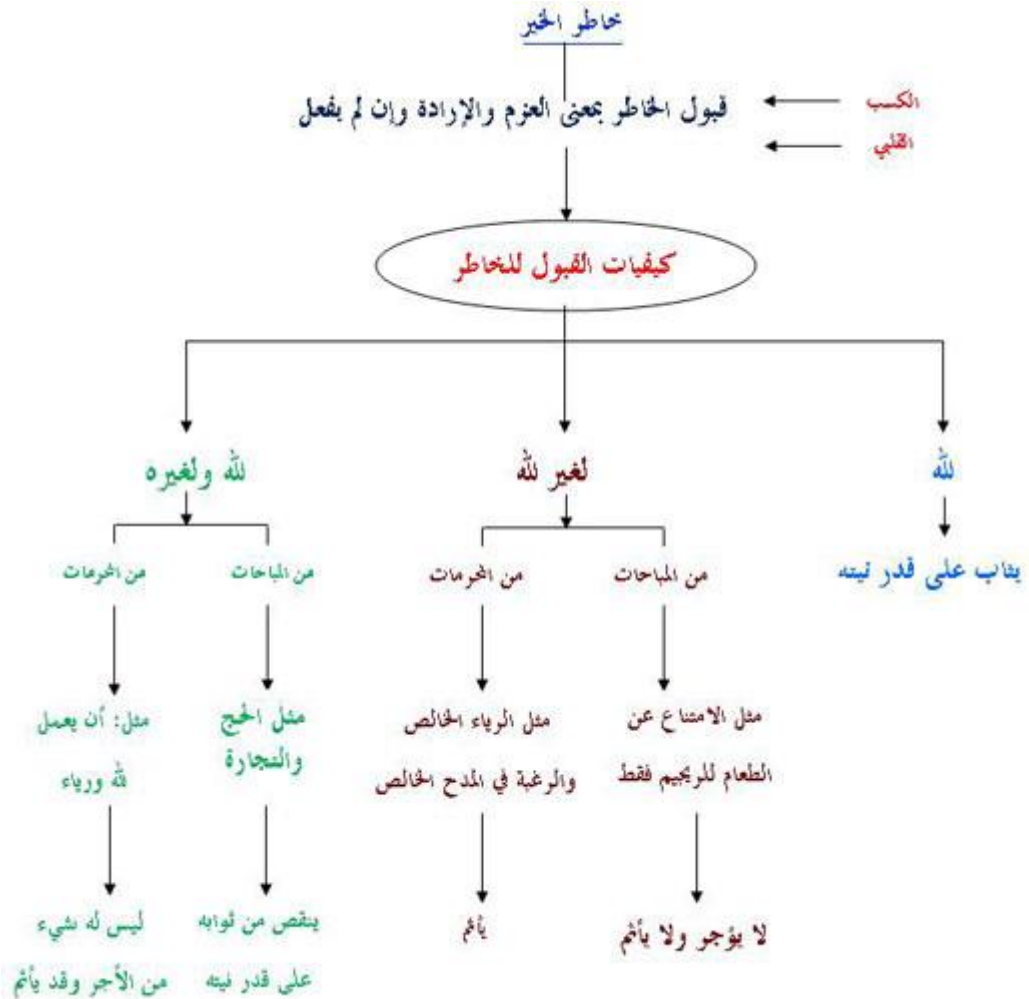 خاطر الخير
قبول الخاطر بمعنى العزم والإرادة وإن لم يفعل
الكسب
القلبي
كيفيات القبول للخاطر
لله
لغير لله
لله ولغيره
يثاب على قدر نيته
من المباحات
من المحرمات
من المباحات
من المحرمات
مثل الامتناع عن
الطعام للريجيم فقط
مثل الرياء الخالص
والرغبة في المدح الخالص
مثل الحج
والتجارة
مثل: أن يعمل
لله ورياء
لا يؤجر ولا يأثم
يأثم
ينقص من ثوابه
على قدر نيته
ليس له شيء
من الأجر وقد يأثم